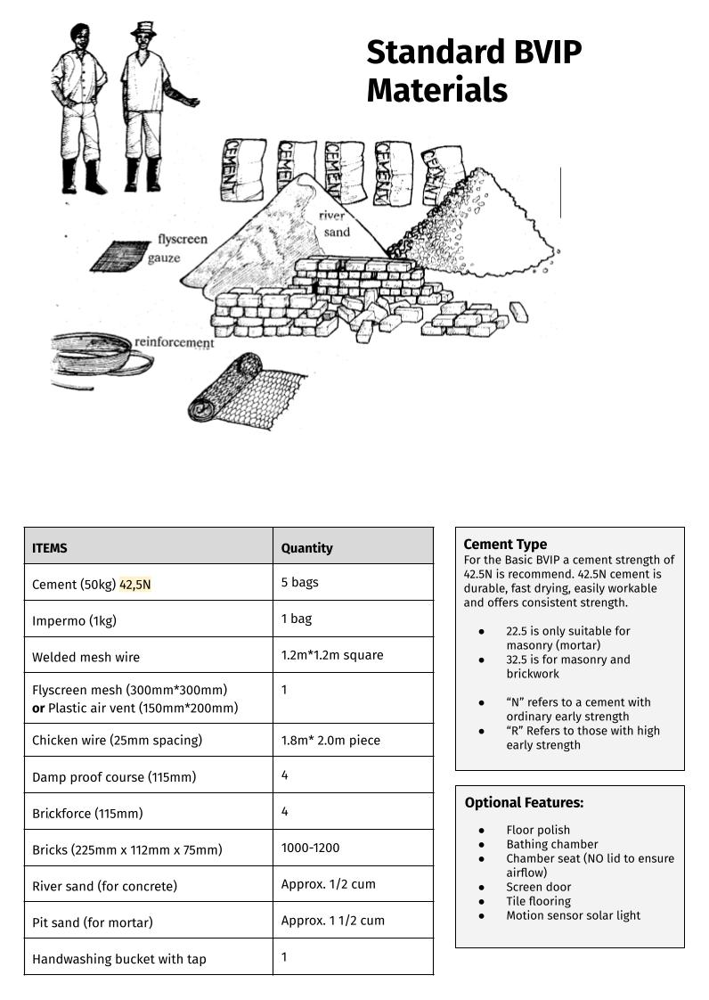 Standard BVIP
Materials
CEMENT
CEMENT
CEMENT
CEMENT
CEMENT
river
sand
flyscreen
gauze
reinforcement
ITEMS
Quantity
Cement (50kg) 42,5N
5 bags
Impermo (1kg)
1 bag
Welded mesh wire
1.2m*1.2m square
Flyscreen mesh (300mm*300mm)
or Plastic air vent (150mm*200mm)
1
Chicken wire (25mm spacing)
1.8m* 2.0m piece
Damp proof course (115mm)
4
Brickforce (115mm)
4
Bricks (225mm x 112mm x 75mm)
1000-1200
River sand (for concrete)
Approx. 1/2 cum
Pit sand (for mortar)
Approx. 1 1/2 cum
Handwashing bucket with tap
1
Cement Type
For the Basic BVIP a cement strength of
42.5N is recommend. 42.5N cement is
durable, fast drying, easily workable
and offers consistent strength.
● 22.5 is only suitable for
masonry (mortar)
● 32.5 is for masonry and
brickwork
● “N” refers to a cement with
ordinary early strength
● “R” Refers to those with high
early strength
Optional Features:
● Floor polish
● Bathing chamber
● Chamber seat (NO lid to ensure
airflow)
● Screen door
● Tile flooring
● Motion sensor solar light